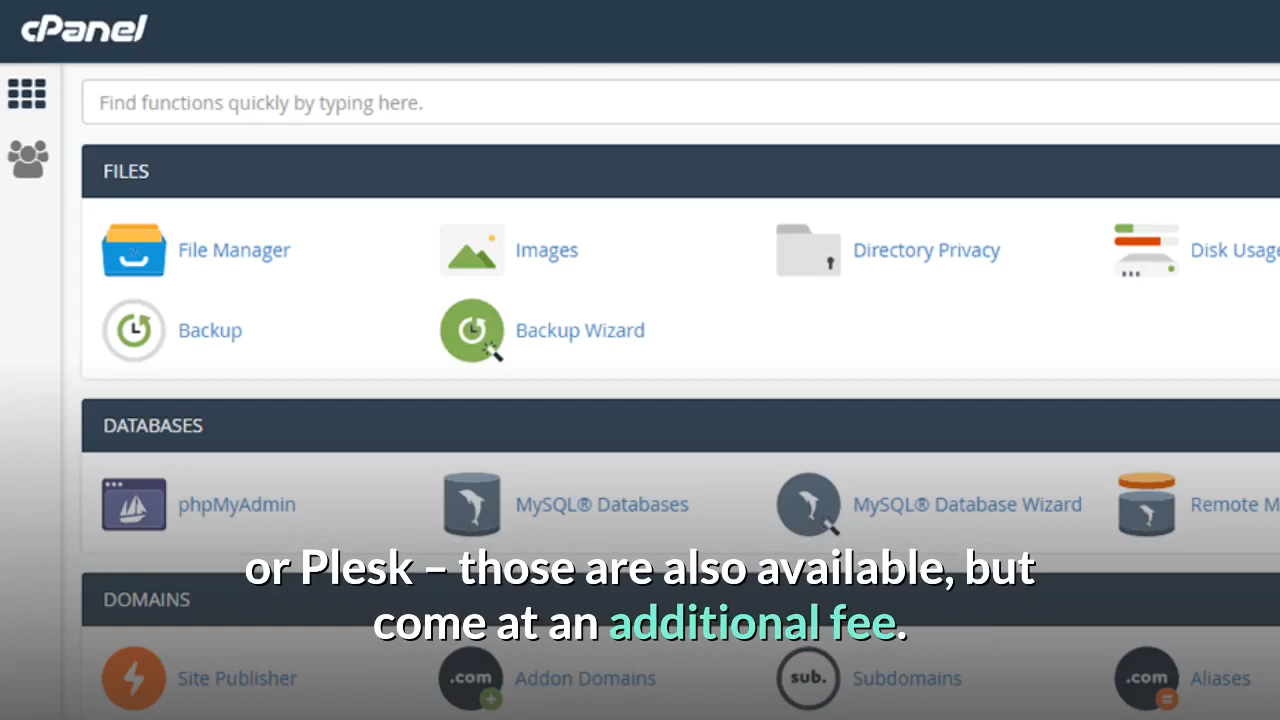 cPanel
Find functions quickly by typing here.
FILES
File Manager
Images
Directory Privacy
Disk Usage
Backup
Backup Wizard
DATABASES
phpMyAdmin
MySQL® Databases
MySQL® Database Wizard
Remote M
or Plesk – those are also available, but
come at an additional fee.
DOMAINS
.com
Site Publisher
Addon Domains
sub.
Subdomains
.com
Aliases